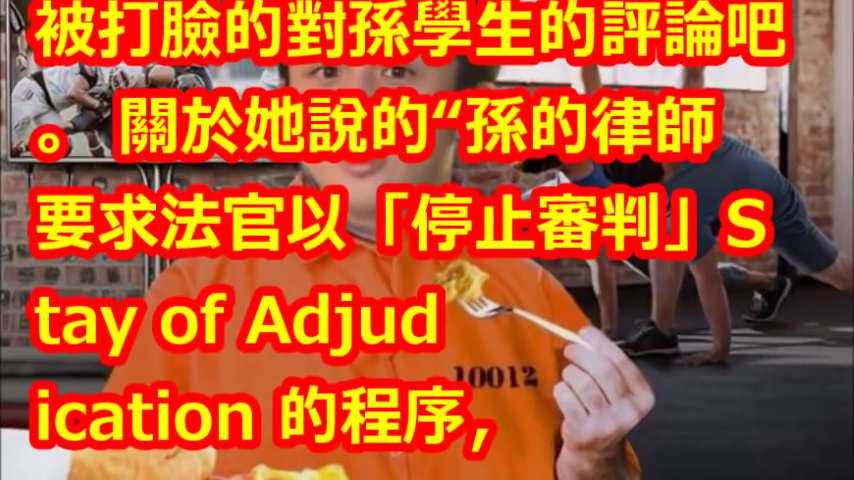 被打臉的對孫學生的評論吧
。 關於她說的“孫的律師
要求法官以「停止審判」S
tay of Adjud
ication 的程序,
10012